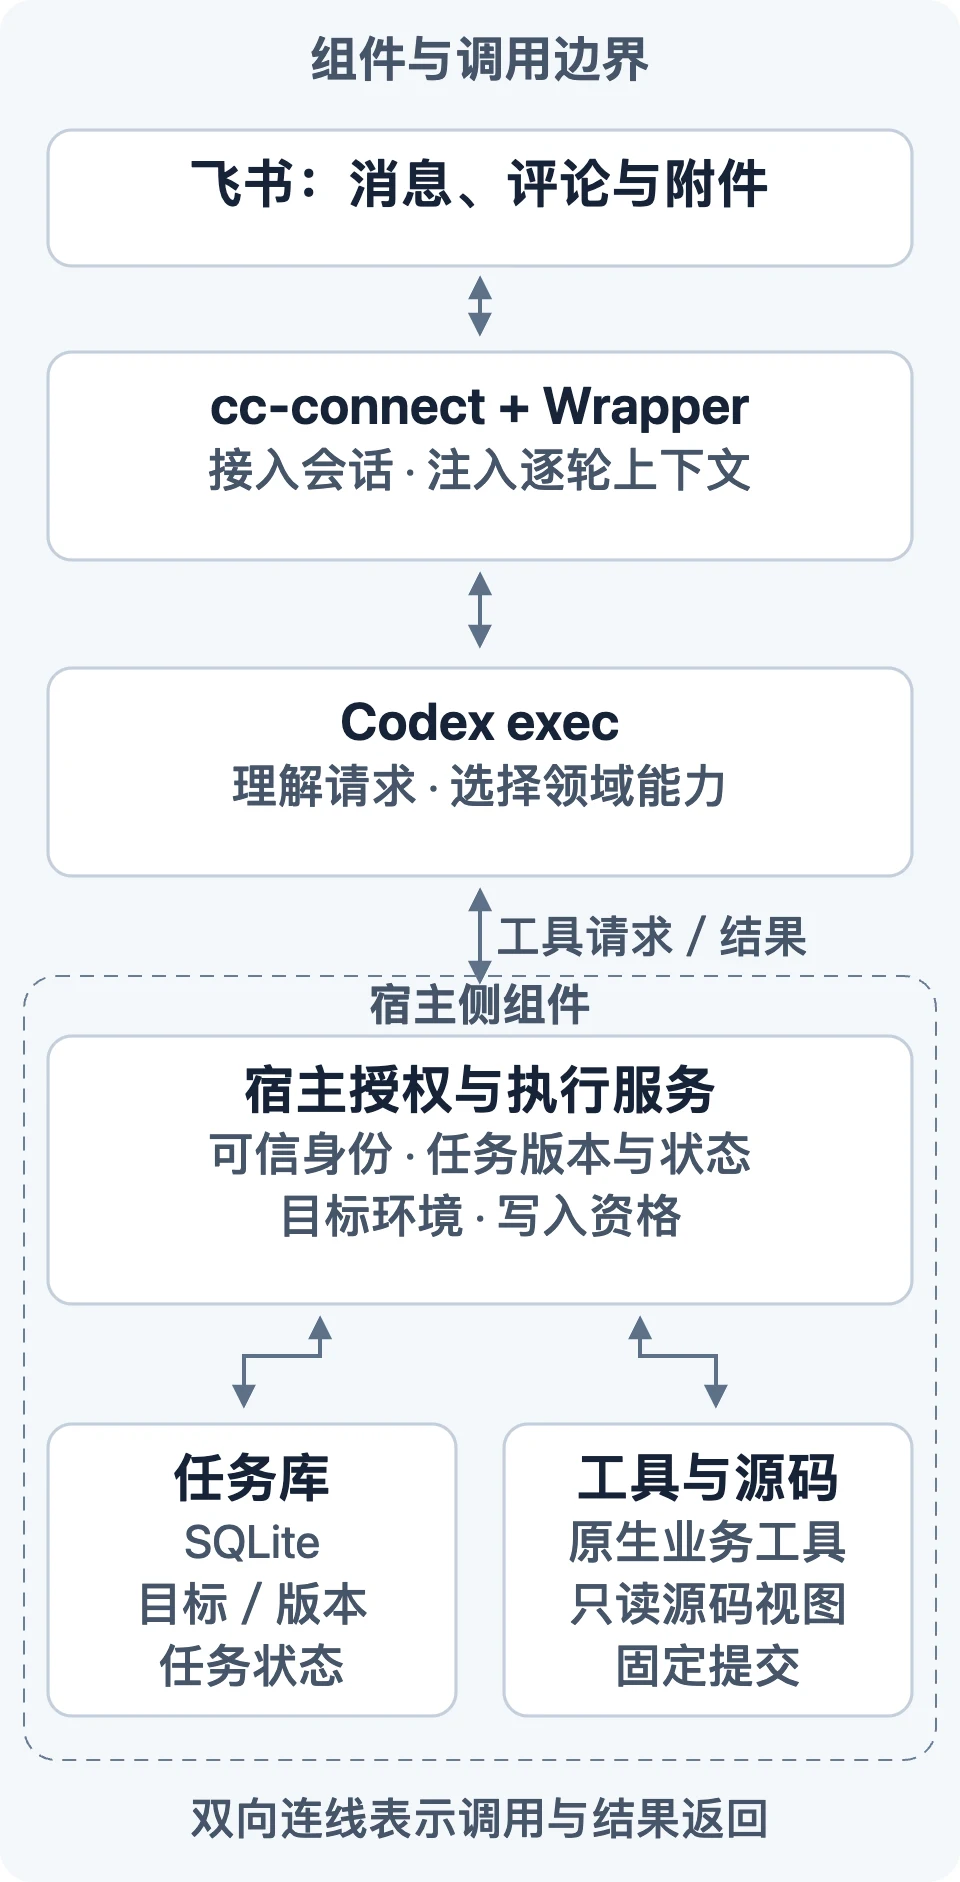 组件与调用边界
飞书：消息、评论与附件
cc-connect + Wrapper
接入会话 · 注入逐轮上下文
Codex exec
理解请求 · 选择领域能力
工具请求 / 结果
宿主侧组件
宿主授权与执行服务
可信身份 · 任务版本与状态
目标环境 · 写入资格
任务库
SQLite
目标 / 版本
任务状态
工具与源码
原生业务工具
只读源码视图
固定提交
双向连线表示调用与结果返回